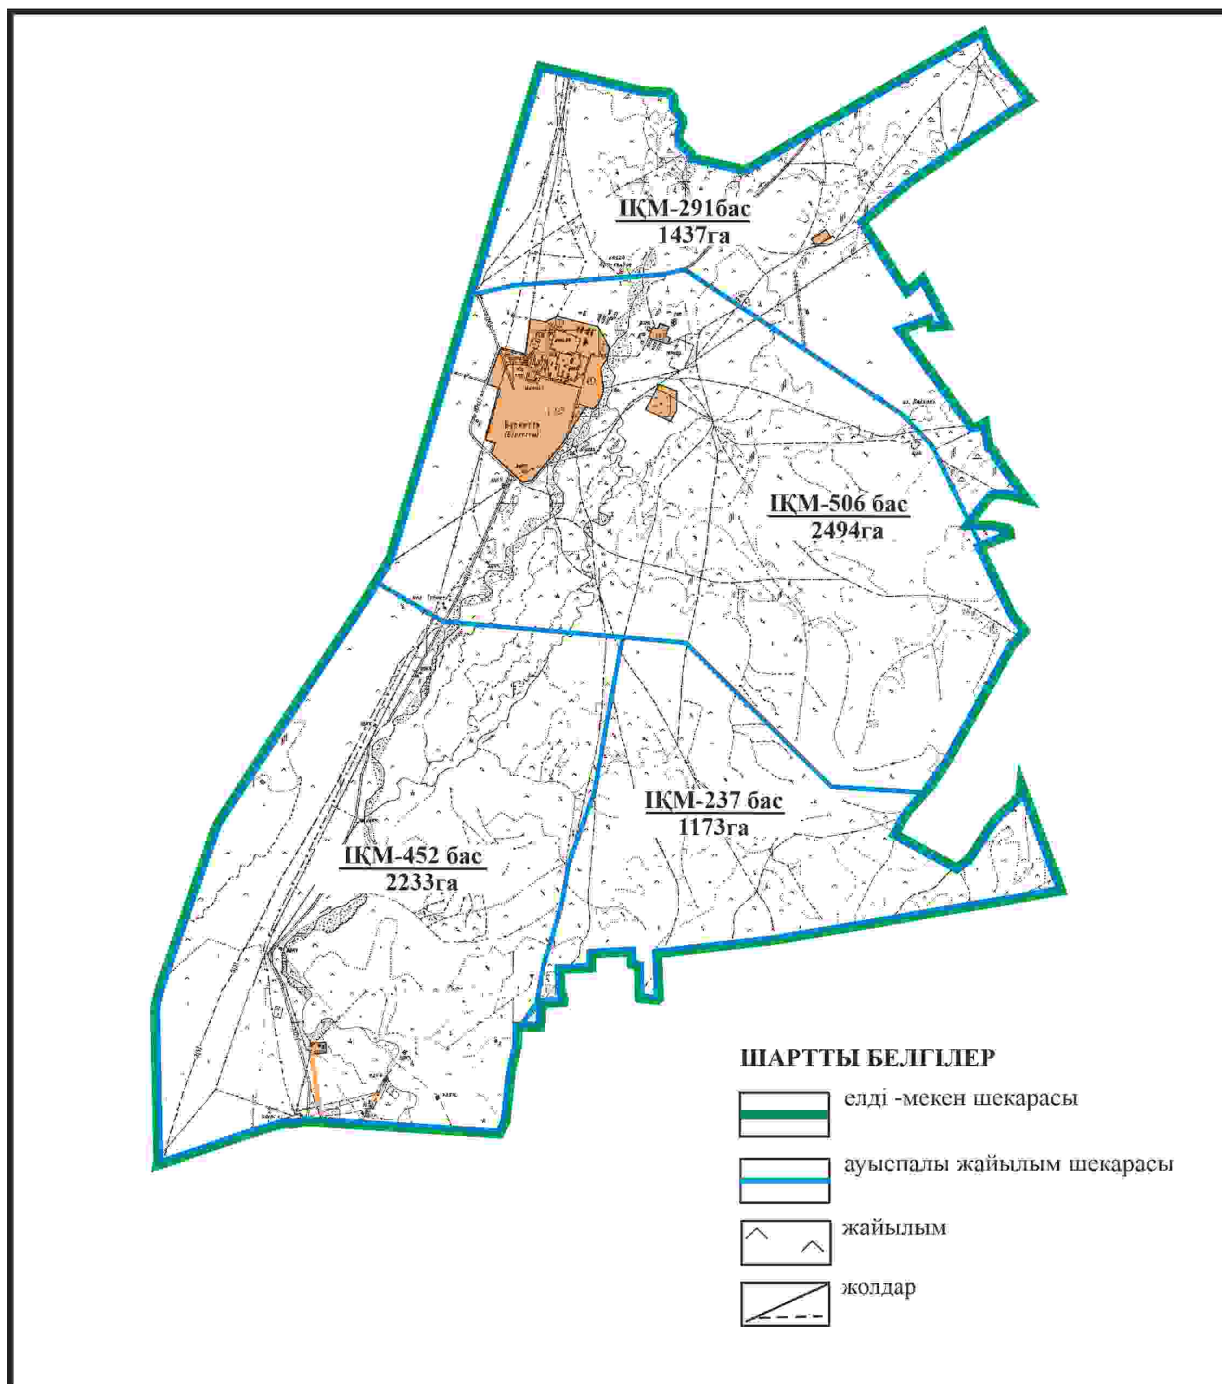 ІҚМ-291бас
1437га
ІҚМ-506 бас
2494га
ІҚМ-237 бас
1173га
ІҚМ-452 бас
2233га
ШАРТТЫ БЕЛГІЛЕР
елді -мекен шекарасы
ауыспалы жайылым шекарасы
жайылым
жолдар